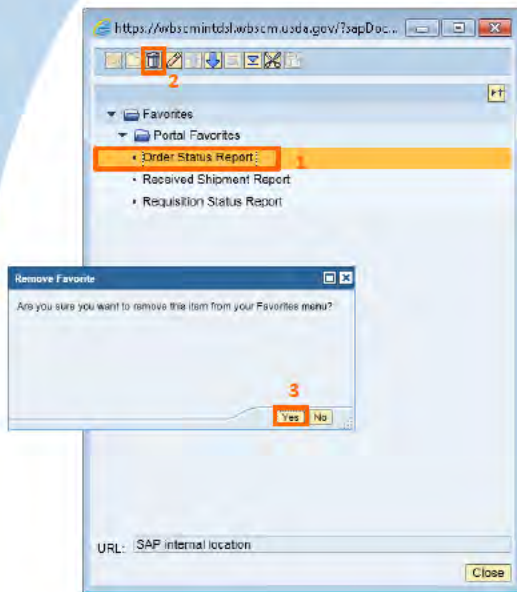 https://wbscmintdsl.wbscm.usda.gov/?sapDoc...
2
Favorites
Portal Favorites
Order Status Report
1
Received Shipment Report
Requisition Status Report
Remove Favorite
Are you sure you want to remove this item from your Favorites menu?
3
Yes No
URL: SAP internal location
Close